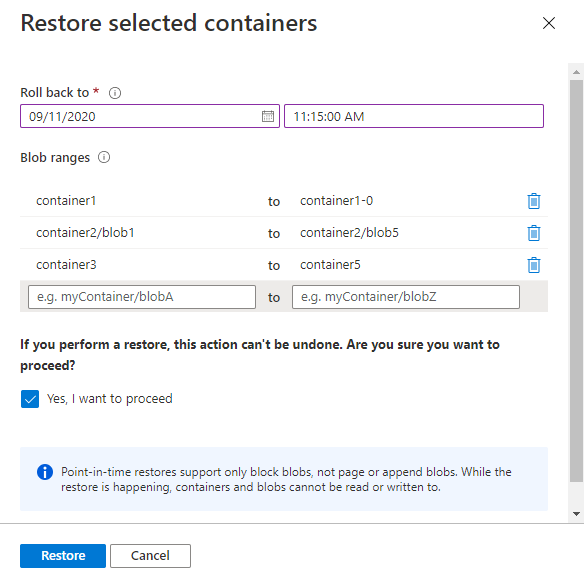 Restore selected containers
Roll back to *
09/11/2020 11:15:00 AM
Blob ranges
container1 to container1-0
container2/blob1 to container2/blob5
container3 to container5
e.g. myContainer/blobA to e.g. myContainer/blobZ
If you perform a restore, this action can't be undone. Are you sure you want to
proceed?
Yes, I want to proceed
Point-in-time restores support only block blobs, not page or append blobs. While the
restore is happening, containers and blobs cannot be read or written to.
Restore Cancel